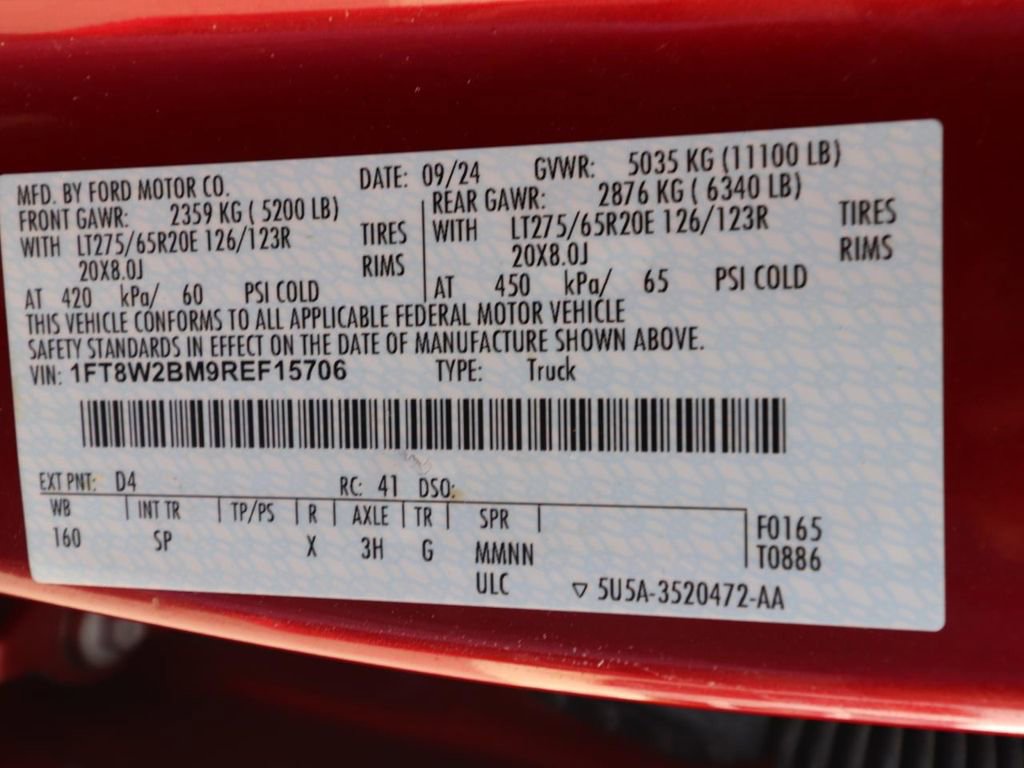 MFD. BY FORD MOTOR CO. DATE: 09/24 GVWR: 5035 KG (11100 LB)
FRONT GAWR: 2359 KG ( 5200 LB) REAR GAWR: 2876 KG ( 6340 LB)
WITH LT275/65R20E 126/123R TIRES WITH LT275/65R20E 126/123R TIRES
20X8.0J RIMS 20X8.0J RIMS
AT 420 kPa/ 60 PSI COLD AT 450 kPa/ 65 PSI COLD
THIS VEHICLE CONFORMS TO ALL APPLICABLE FEDERAL MOTOR VEHICLE
SAFETY STANDARDS IN EFFECT ON THE DATE OF MANUFACTURE SHOWN ABOVE.
VIN: 1FT8W2BM9REF15706 TYPE: Truck
EXT PNT: D4 RC: 41 DSO:
WB INT TR TP/PS R AXLE TR SPR F0165
160 SP X 3H G MMNN T0886
ULC ▽ 5U5A-3520472-AA